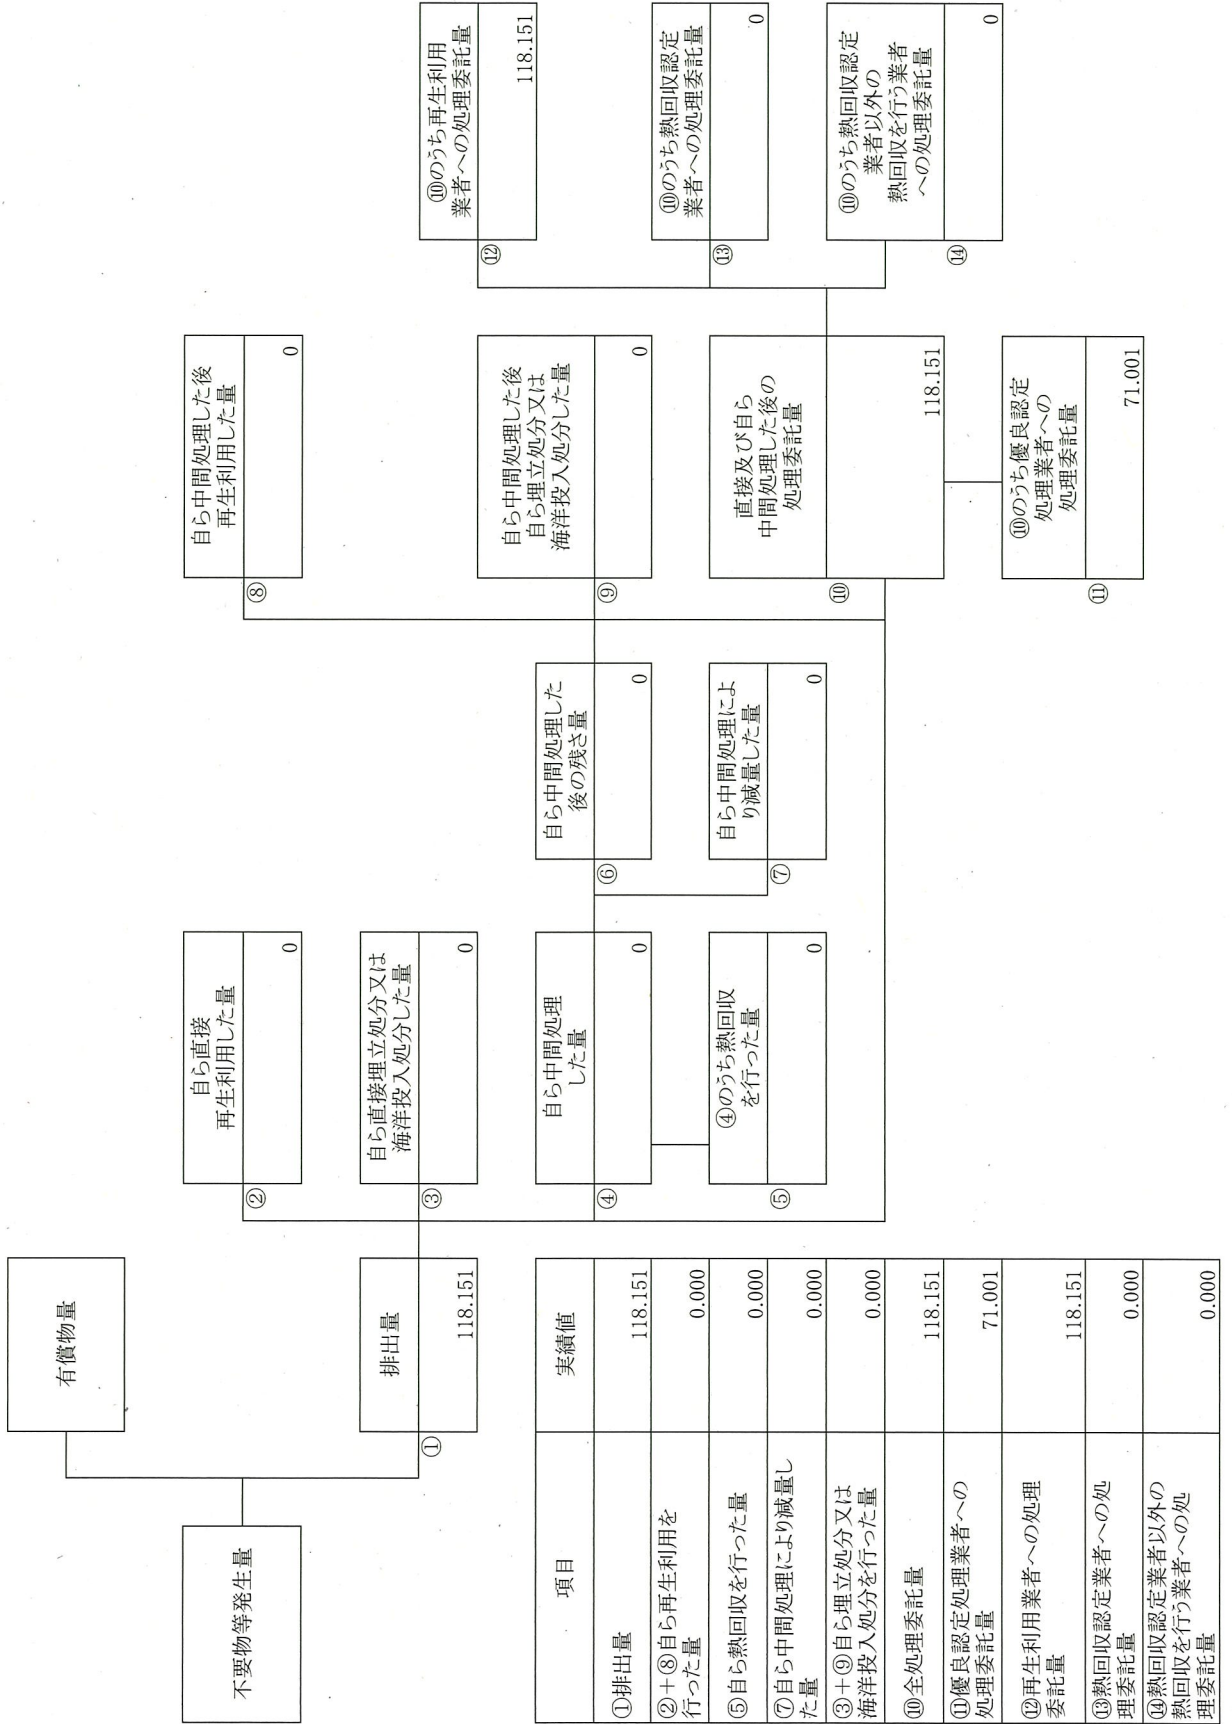 不要物等発生量
有償物量
①
排出量
118.151
②
自ら直接
再生利用した量
0
③
自ら直接埋立処分又は
海洋投入処分した量
0
④
自ら中間処理
した量
0
⑤
④のうち熱回収
を行った量
0
⑥
自ら中間処理した
後の残さ量
0
⑦
自ら中間処理によ
り減量した量
0
⑧
自ら中間処理した後
再生利用した量
0
⑨
自ら中間処理した後
自ら埋立処分又は
海洋投入処分した量
0
⑩
直接及び自ら
中間処理した後の
処理委託量
118.151
⑪
⑩のうち優良認定
処理業者への
処理委託量
71.001
⑫
⑩のうち再生利用
業者への処理委託量
118.151
⑬
⑩のうち熱回収認定
業者への処理委託量
0
⑭
⑩のうち熱回収認定
業者以外の
熱回収を行う業者
への処理委託量
0
項目 実績値
①排出量 118.151
②＋⑧自ら再生利用を
行った量 0.000
⑤自ら熱回収を行った量 0.000
⑦自ら中間処理により減量し
た量 0.000
③＋⑨自ら埋立処分又は
海洋投入処分を行った量 0.000
⑩全処理委託量 118.151
⑪優良認定処理業者への
処理委託量 71.001
⑫再生利用業者への処理
委託量 118.151
⑬熱回収認定業者への処
理委託量 0.000
⑭熱回収認定業者以外の
熱回収を行う業者への処
理委託量 0.000